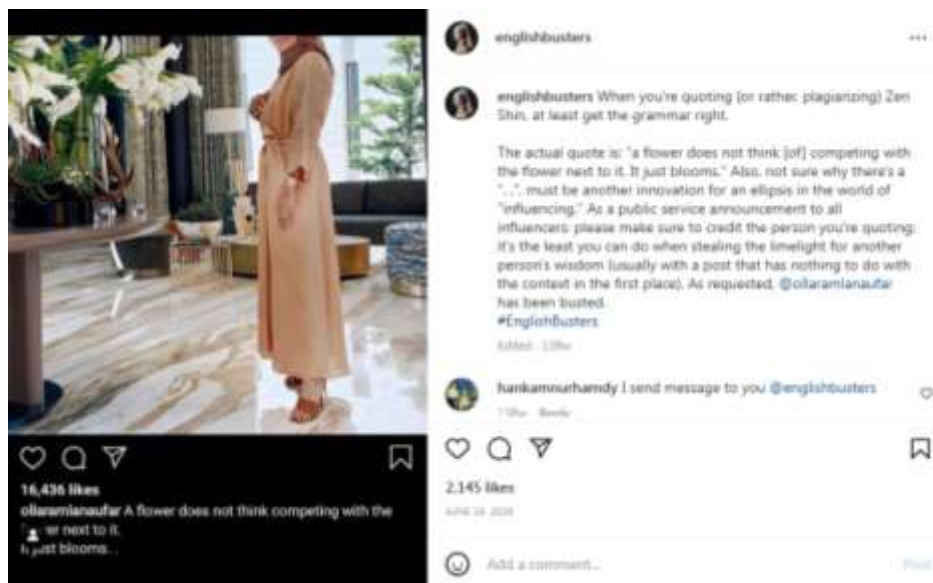 16,436 likes
ollaramlanaufar A flower does not think competing with the
er next to it.
It just blooms. .
englishbusters
englishbusters When you're quoting (or rather, plagiarizing) Zen
Shin, at least get the grammar right.
The actual quote is: "a flower does not think [of] competing with
the flower next to it. It just blooms." Also, not sure why there's a
". .", must be another innovation for an ellipsis in the world of
"influencing." As a public service announcement to all
influencers: please make sure to credit the person you're quoting:
it's the least you can do when stealing the limelight for another
person's wisdom (usually with a post that has nothing to do with
the context in the first place). As requested, @ollaramlanaufar
has been busted.
#EnglishBusters
Edited
hankamnurhamdy I send message to you @englishbusters
Reply
2,145 likes
Add a comment...
Post